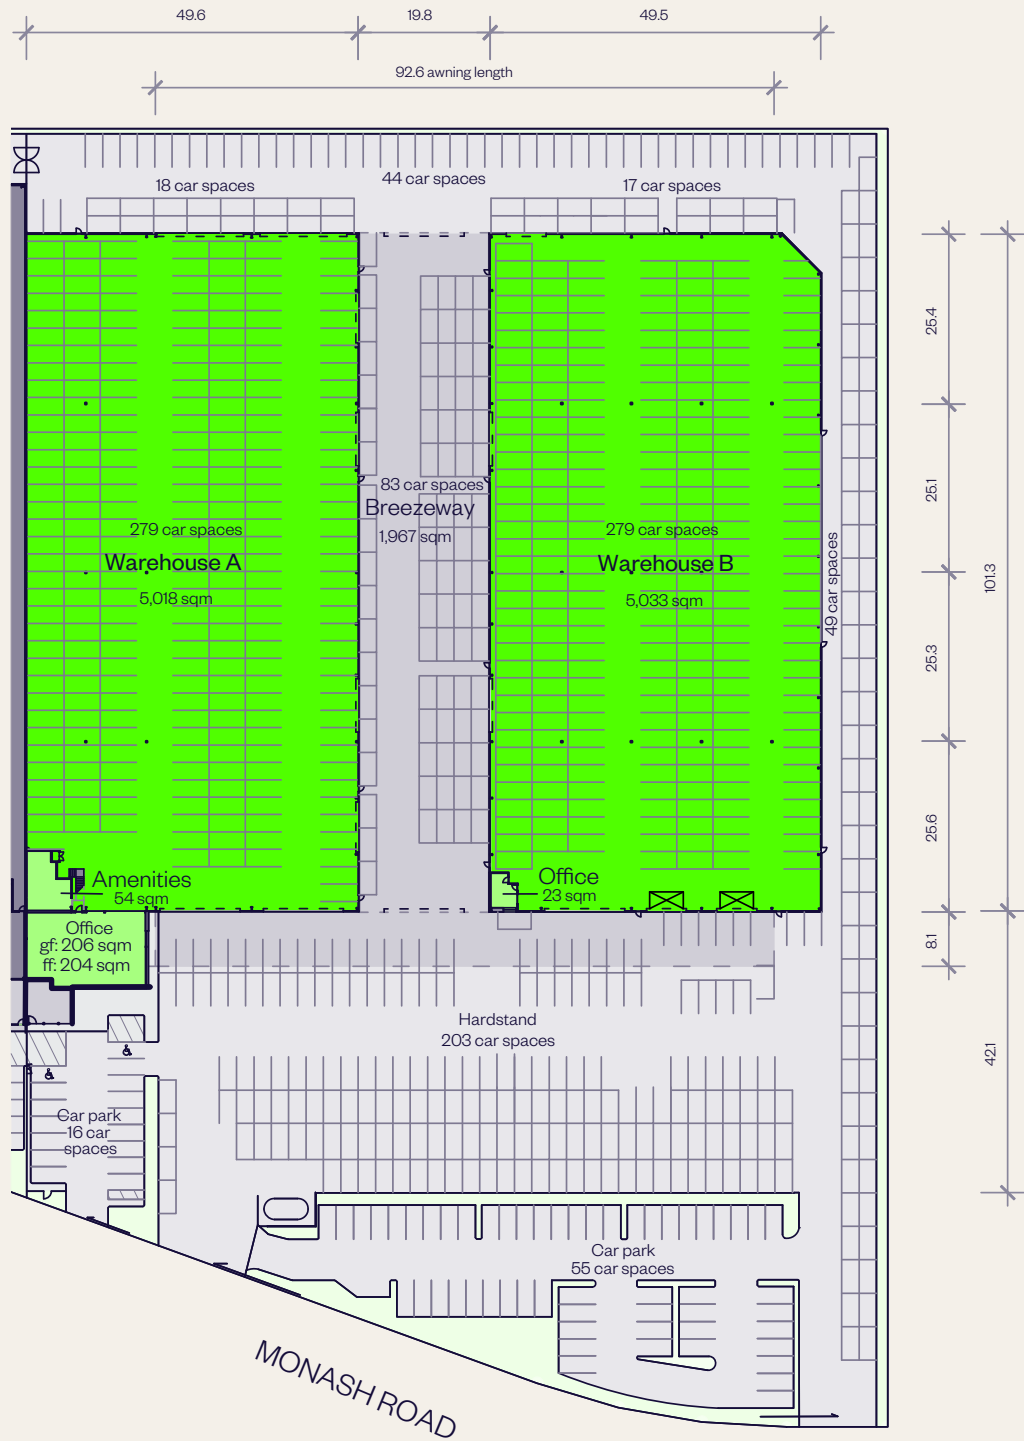 49.6
19.8
49.5
92.6 awning length
44 car spaces
18 car spaces
17 car spaces
25.4
83 car spaces
25.1
Breezeway
279 car spaces
279 car spaces
1,967 sqm
Warehouse A
Warehouse B
49 car spaces
101.3
5,018 sqm
5,033 sqm
25.3
25.6
Amenities
54 sqm
Office
23 sqm
Office
gf: 206 sqm
ff: 204 sqm
8.1
Hardstand
203 car spaces
42.1
Car park
16 car
spaces
Car park
55 car spaces
MONASH ROAD